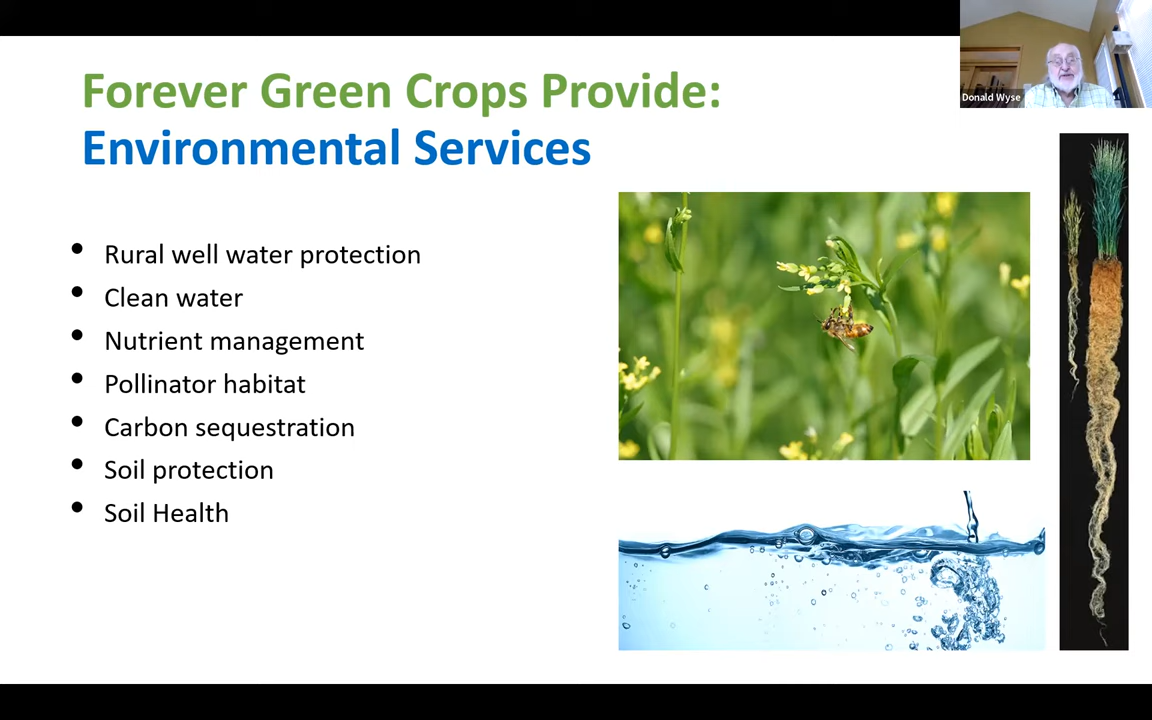 Forever Green Crops Provide:
Environmental Services
Donald Wyse
• Rural well water protection
• Clean water
• Nutrient management
• Pollinator habitat
• Carbon sequestration
• Soil protection
• Soil Health